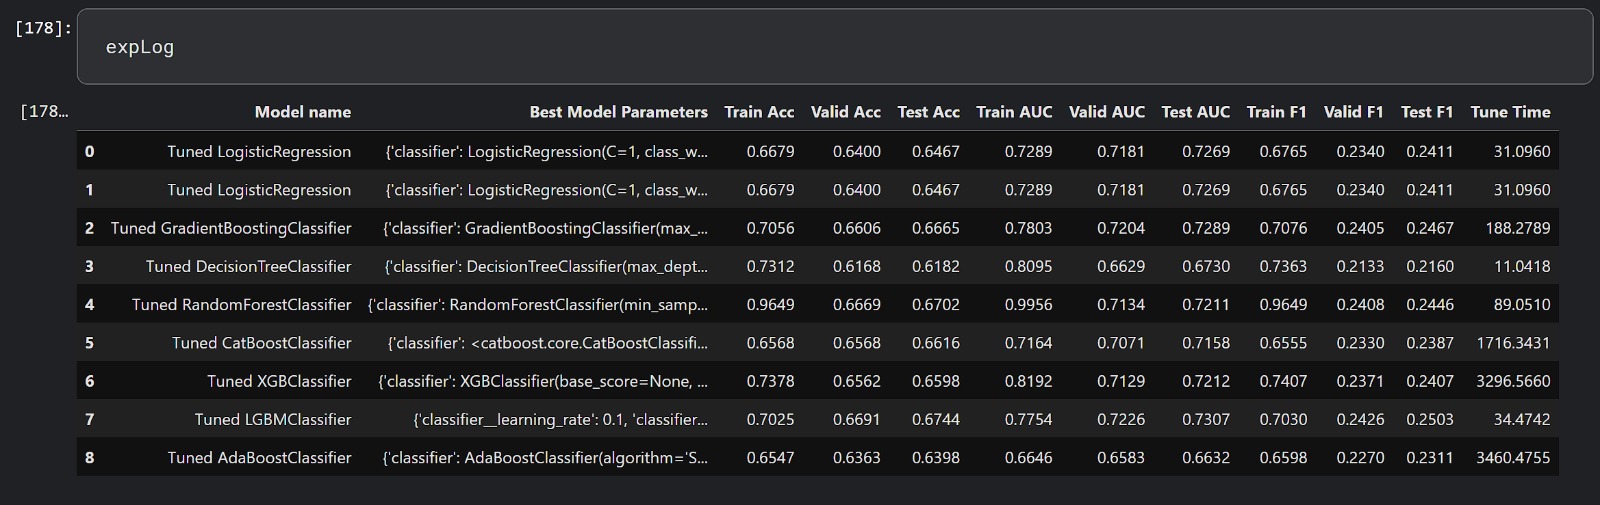 [178]:
expLog
[178...
Model name Best Model Parameters Train Acc Valid Acc Test Acc Train AUC Valid AUC Test AUC Train F1 Valid F1 Test F1 Tune Time
0 Tuned LogisticRegression {'classifier': LogisticRegression(C=1, class_w... 0.6679 0.6400 0.6467 0.7289 0.7181 0.7269 0.6765 0.2340 0.2411 31.0960
1 Tuned LogisticRegression {'classifier': LogisticRegression(C=1, class_w... 0.6679 0.6400 0.6467 0.7289 0.7181 0.7269 0.6765 0.2340 0.2411 31.0960
2 Tuned GradientBoostingClassifier {'classifier': GradientBoostingClassifier(max_... 0.7056 0.6606 0.6665 0.7803 0.7204 0.7289 0.7076 0.2405 0.2467 188.2789
3 Tuned DecisionTreeClassifier {'classifier': DecisionTreeClassifier(max_dept... 0.7312 0.6168 0.6182 0.8095 0.6629 0.6730 0.7363 0.2133 0.2160 11.0418
4 Tuned RandomForestClassifier {'classifier': RandomForestClassifier(min_samp... 0.9649 0.6669 0.6702 0.9956 0.7134 0.7211 0.9649 0.2408 0.2446 89.0510
5 Tuned CatBoostClassifier {'classifier': <catboost.core.CatBoostClassifi... 0.6568 0.6568 0.6616 0.7164 0.7071 0.7158 0.6555 0.2330 0.2387 1716.3431
6 Tuned XGBClassifier {'classifier': XGBClassifier(base_score=None, ... 0.7378 0.6562 0.6598 0.8192 0.7129 0.7212 0.7407 0.2371 0.2407 3296.5660
7 Tuned LGBMClassifier {'classifier__learning_rate': 0.1, 'classifier... 0.7025 0.6691 0.6744 0.7754 0.7226 0.7307 0.7030 0.2426 0.2503 34.4742
8 Tuned AdaBoostClassifier {'classifier': AdaBoostClassifier(algorithm='S... 0.6547 0.6363 0.6398 0.6646 0.6583 0.6632 0.6598 0.2270 0.2311 3460.4755